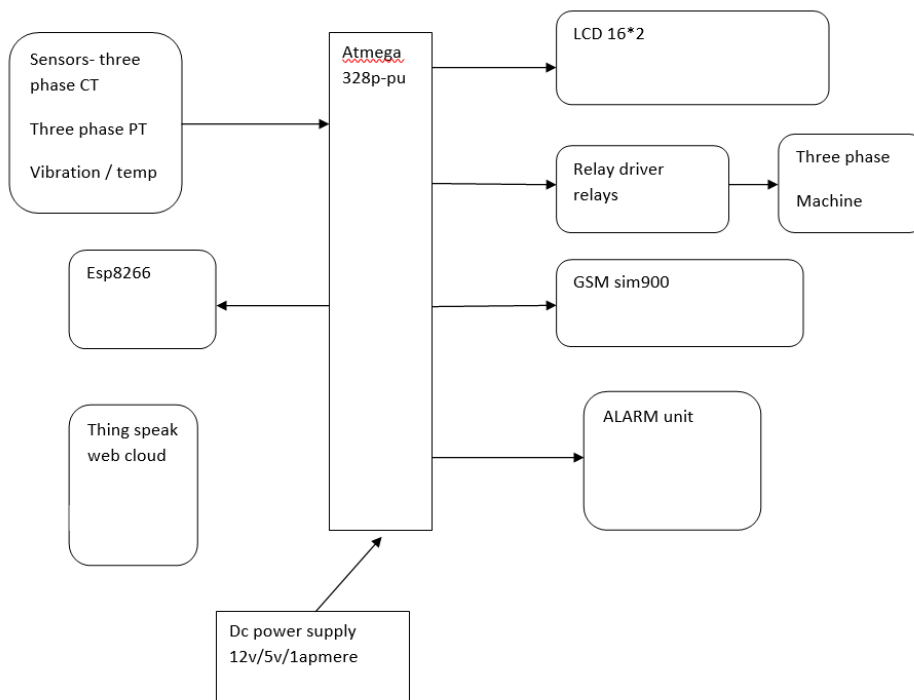 Sensors- three
phase CT
Three phase PT
Vibration / temp
Atmega
328p-pu
LCD 16*2
Relay driver
relays
Three phase
Machine
Esp8266
GSM sim900
Thing speak
web cloud
ALARM unit
Dc power supply
12v/5v/1apmere